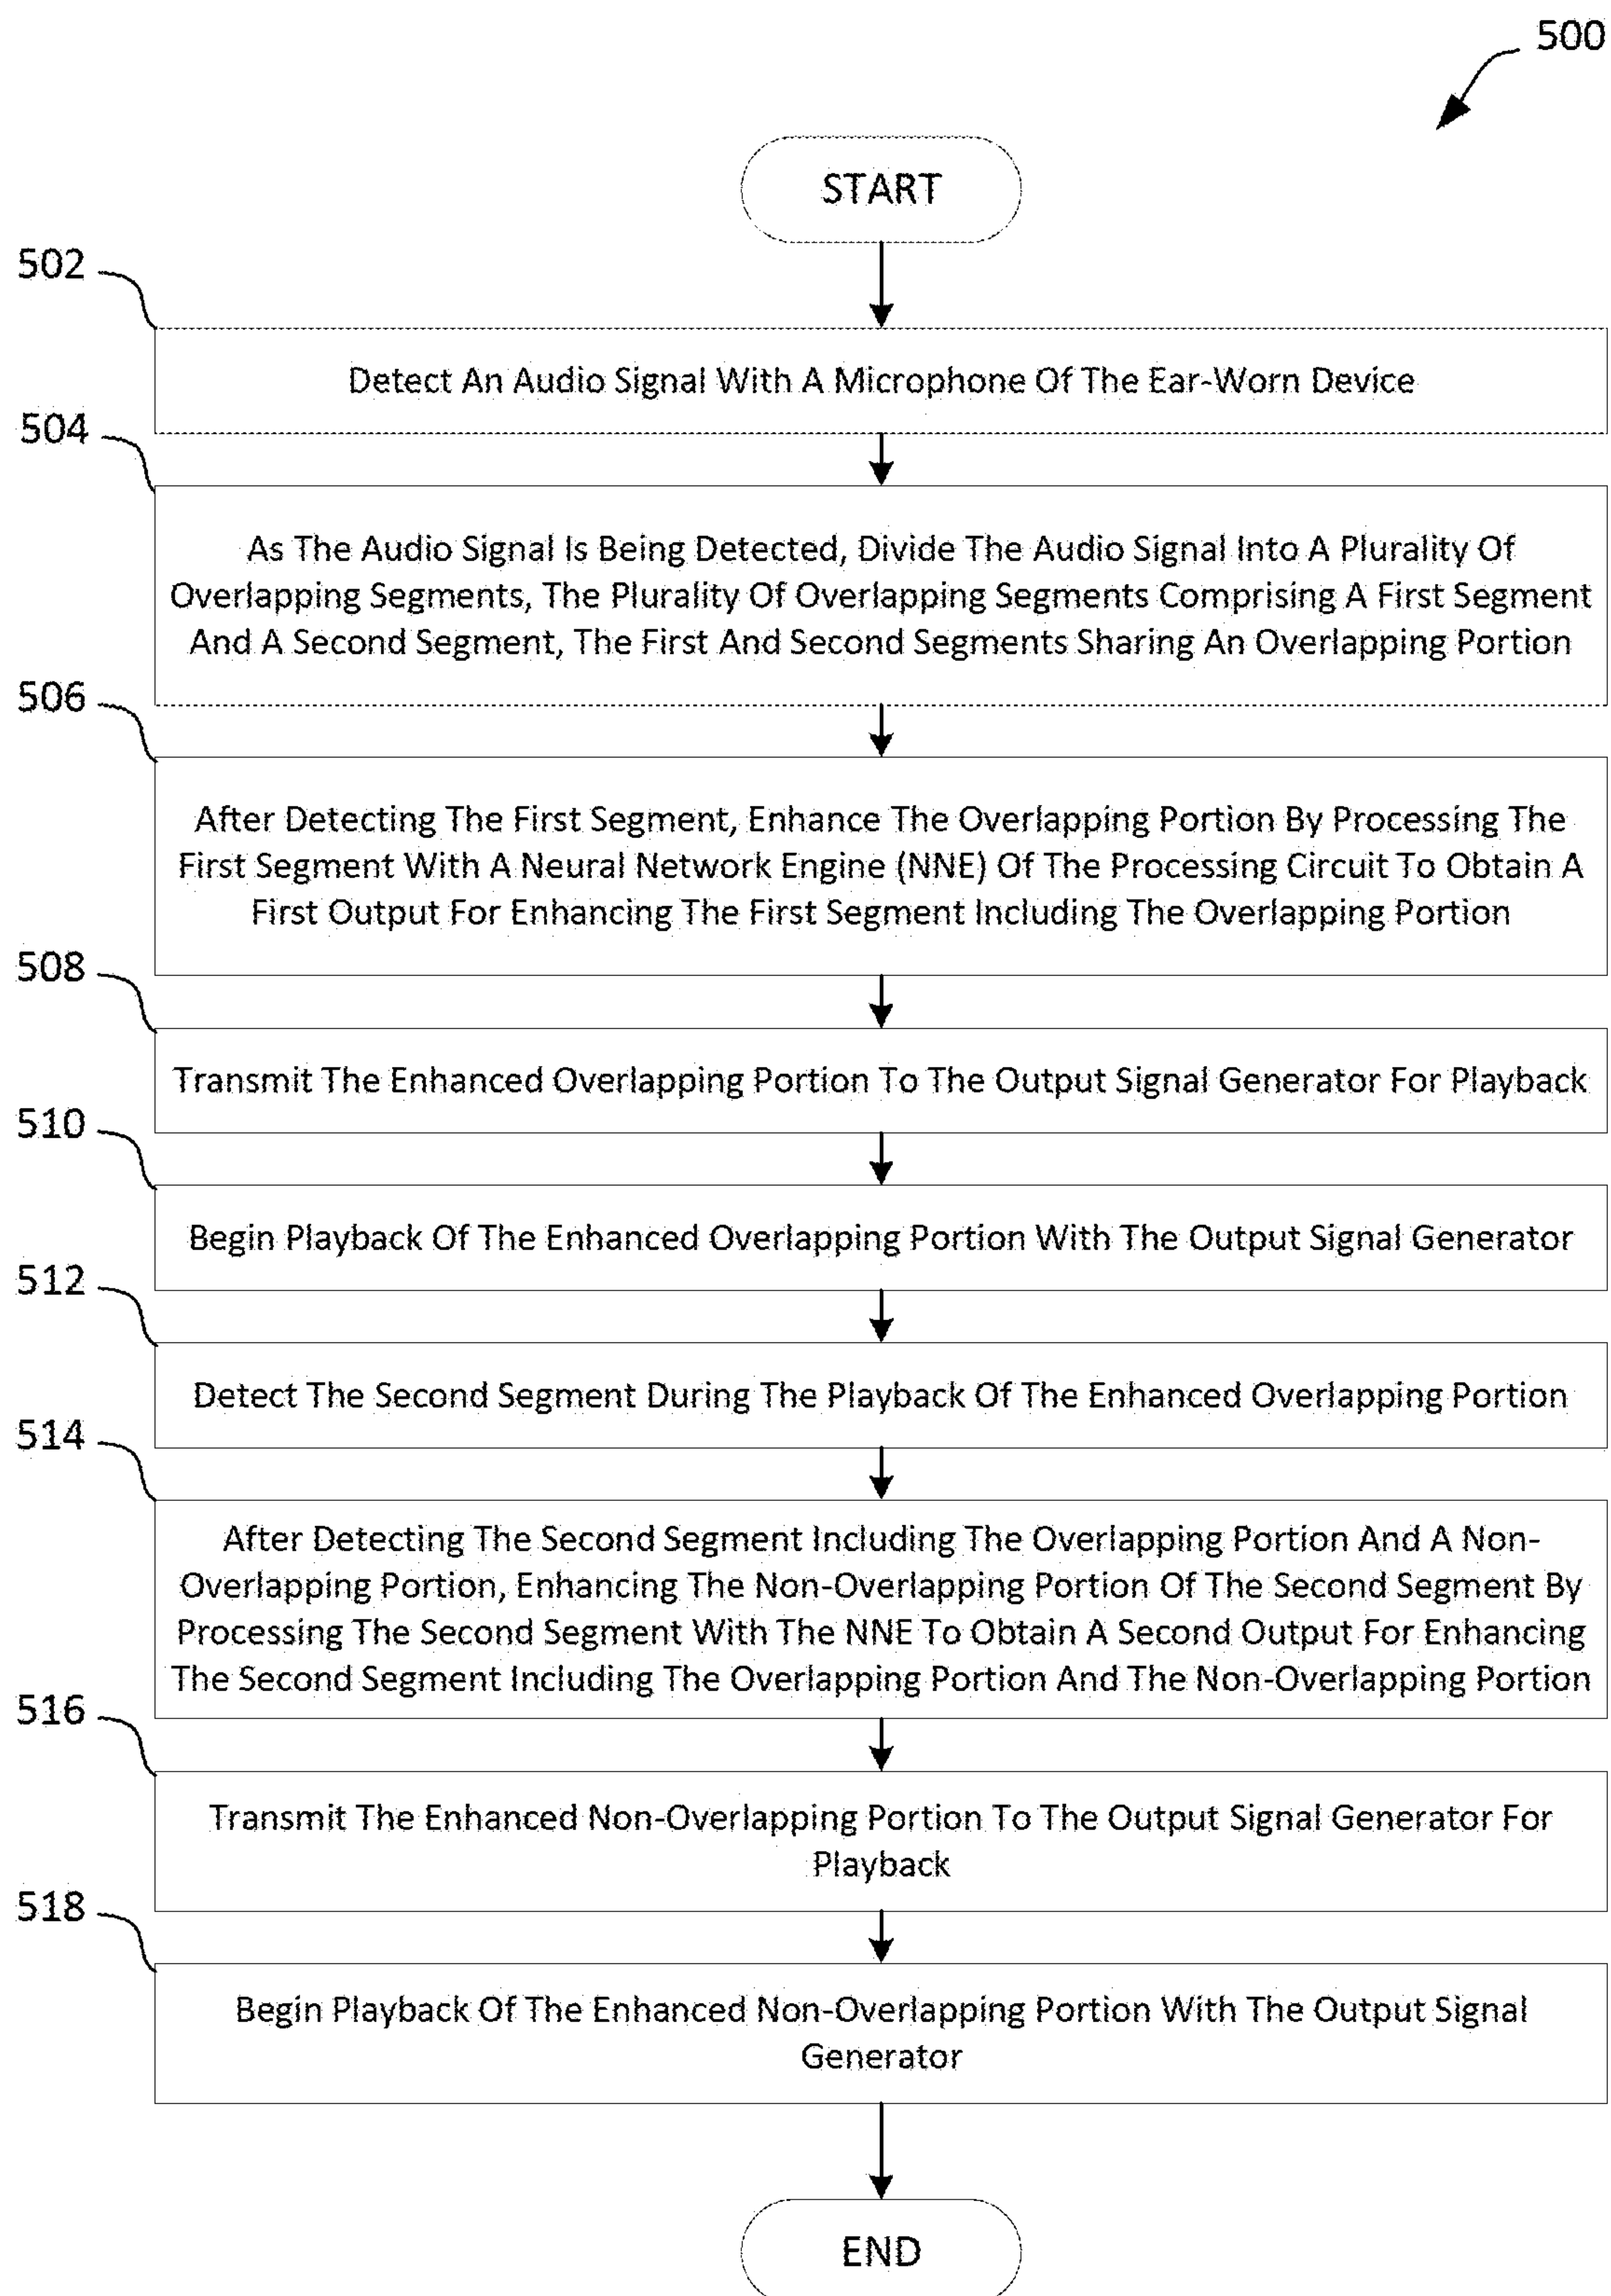 500
START
502
Detect An Audio Signal With A Microphone Of The Ear-Worn Device
504
As The Audio Signal Is Being Detected, Divide The Audio Signal Into A Plurality Of
Overlapping Segments, The Plurality Of Overlapping Segments Comprising A First Segment
And A Second Segment, The First And Second Segments Sharing An Overlapping Portion
506
After Detecting The First Segment, Enhance The Overlapping Portion By Processing The
First Segment With A Neural Network Engine (NNE) Of The Processing Circuit To Obtain A
First Output For Enhancing The First Segment Including The Overlapping Portion
508
Transmit The Enhanced Overlapping Portion To The Output Signal Generator For Playback
510
Begin Playback Of The Enhanced Overlapping Portion With The Output Signal Generator
512
Detect The Second Segment During The Playback Of The Enhanced Overlapping Portion
514
After Detecting The Second Segment Including The Overlapping Portion And A Non-
Overlapping Portion, Enhancing The Non-Overlapping Portion Of The Second Segment By
Processing The Second Segment With The NNE To Obtain A Second Output For Enhancing
The Second Segment Including The Overlapping Portion And The Non-Overlapping Portion
516
Transmit The Enhanced Non-Overlapping Portion To The Output Signal Generator For
Playback
518
Begin Playback Of The Enhanced Non-Overlapping Portion With The Output Signal
Generator
END